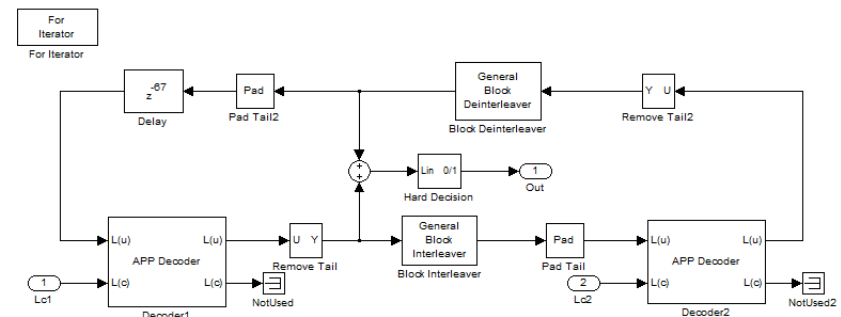 For
Iterator
For Iterator
-67
z
Delay
Pad
Pad Tail2
General
Block
Deinterleaver
Block Deinterleaver
Y U
Remove Tail2
+
+
Lin 0/1
Hard Decision
1
Out
L(u) L(u)
APP Decoder
L(c) L(c)
Decoder1
1
Lc1
NotUsed
U Y
Remove Tail
General
Block
Interleaver
Block Interleaver
Pad
Pad Tail
2
Lc2
L(u) L(u)
APP Decoder
L(c) L(c)
Decoder2
NotUsed2